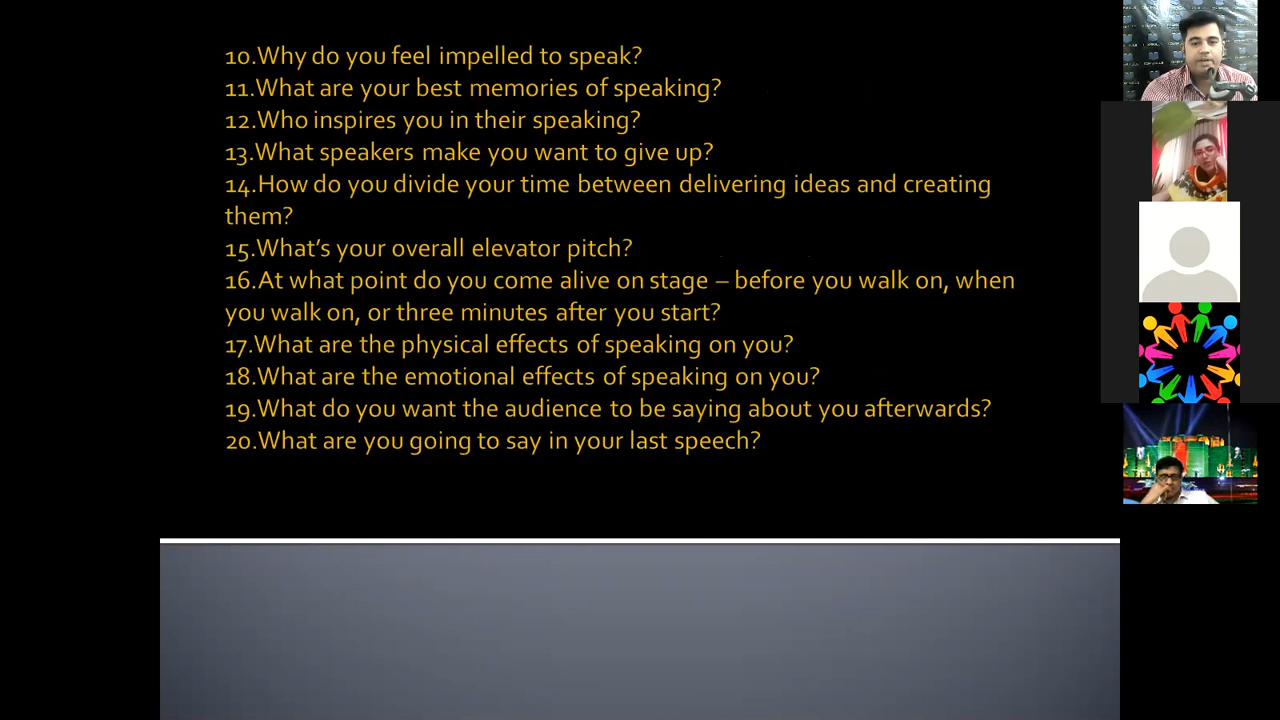 10.Why do you feel impelled to speak?
11.What are your best memories of speaking?
12.Who inspires you in their speaking?
13.What speakers make you want to give up?
14.How do you divide your time between delivering ideas and creating
them?
15.What’s your overall elevator pitch?
16.At what point do you come alive on stage – before you walk on, when
you walk on, or three minutes after you start?
17.What are the physical effects of speaking on you?
18.What are the emotional effects of speaking on you?
19.What do you want the audience to be saying about you afterwards?
20.What are you going to say in your last speech?